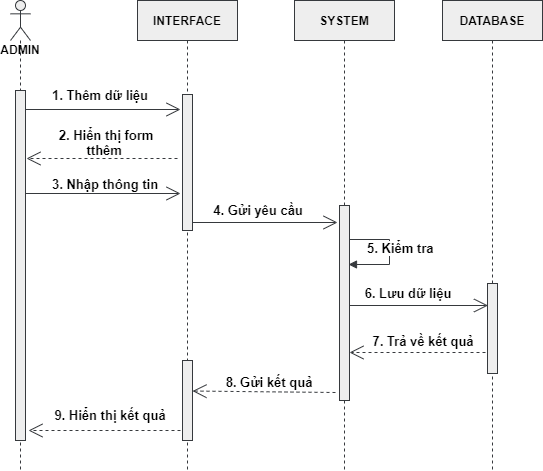 ADMIN
INTERFACE
SYSTEM
DATABASE
1. Thêm dữ liệu
2. Hiển thị form
tthêm
3. Nhập thông tin
4. Gửi yêu cầu
5. Kiểm tra
6. Lưu dữ liệu
7. Trả về kết quả
8. Gửi kết quả
9. Hiển thị kết quả